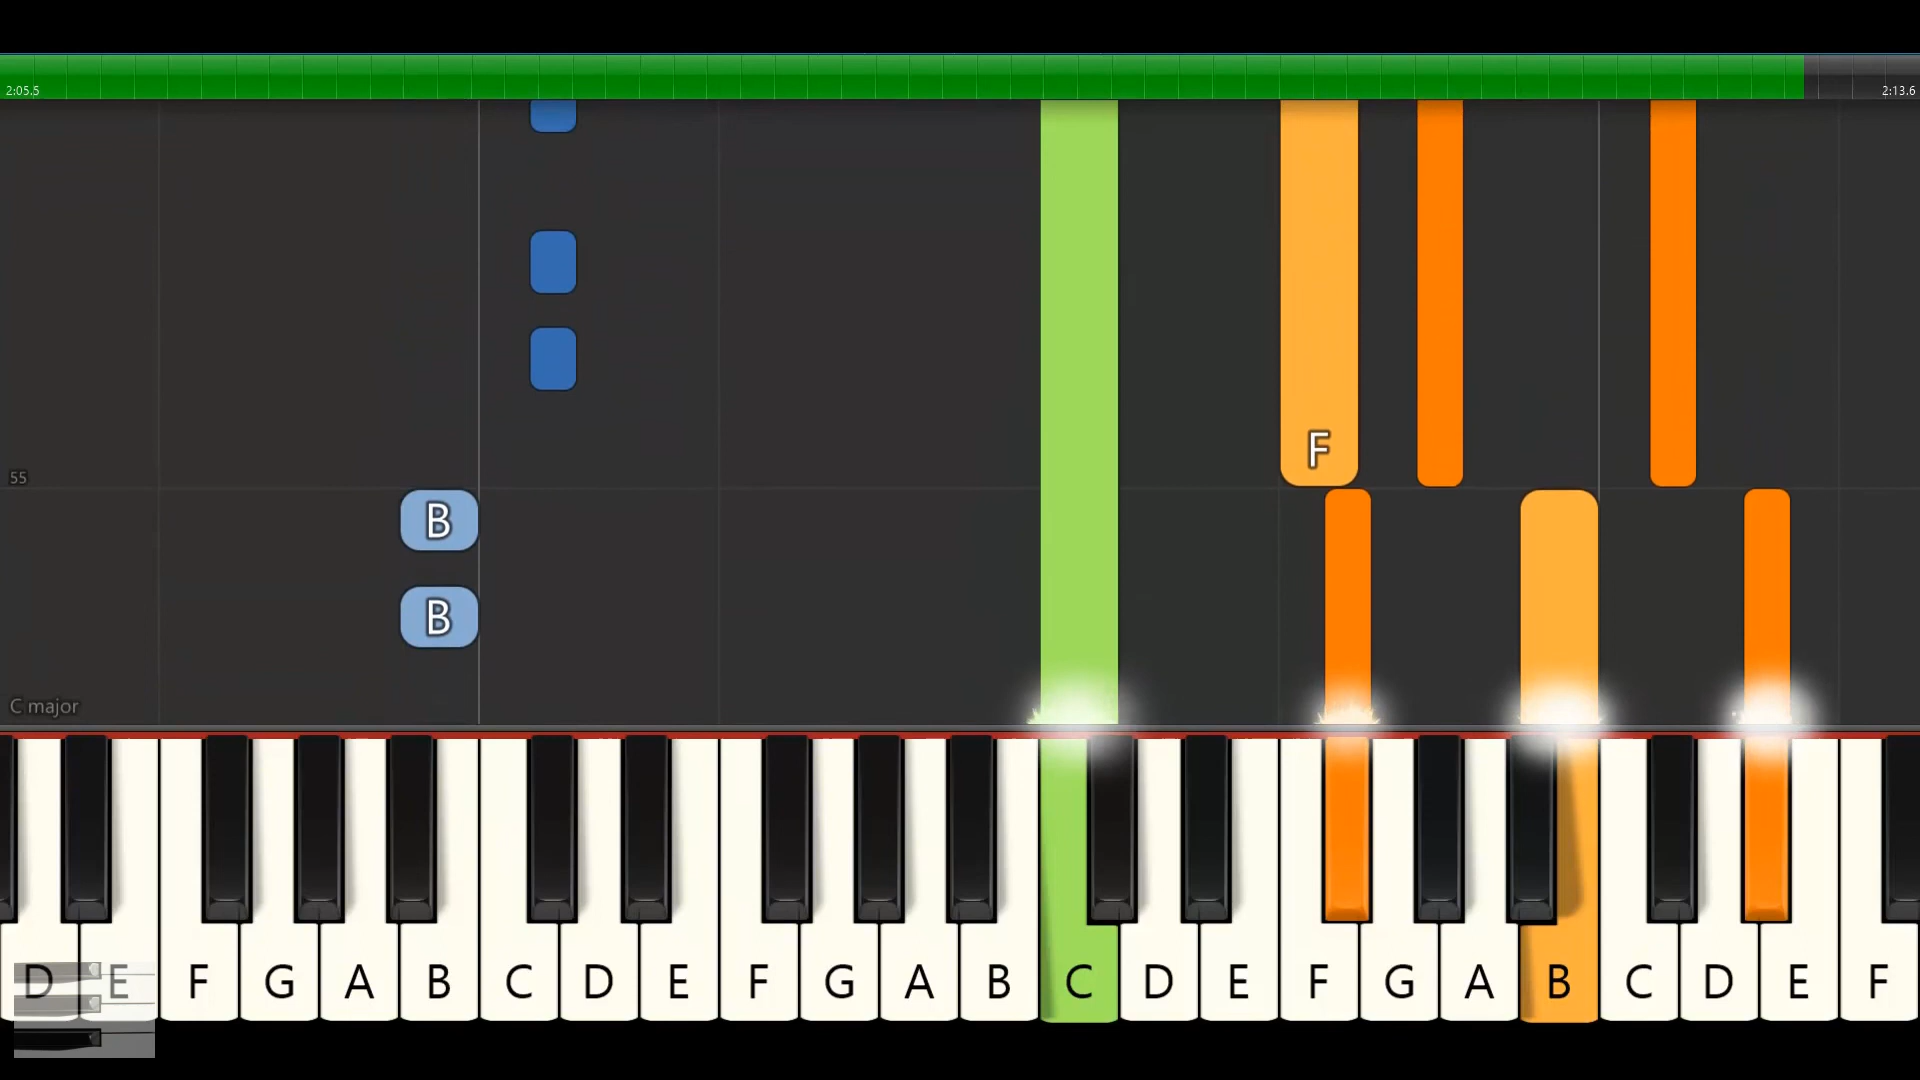 2:05.5 2:13.6
F
55
B
B
C major
D E F G A B C D E F G A B C D E F G A B C D E F